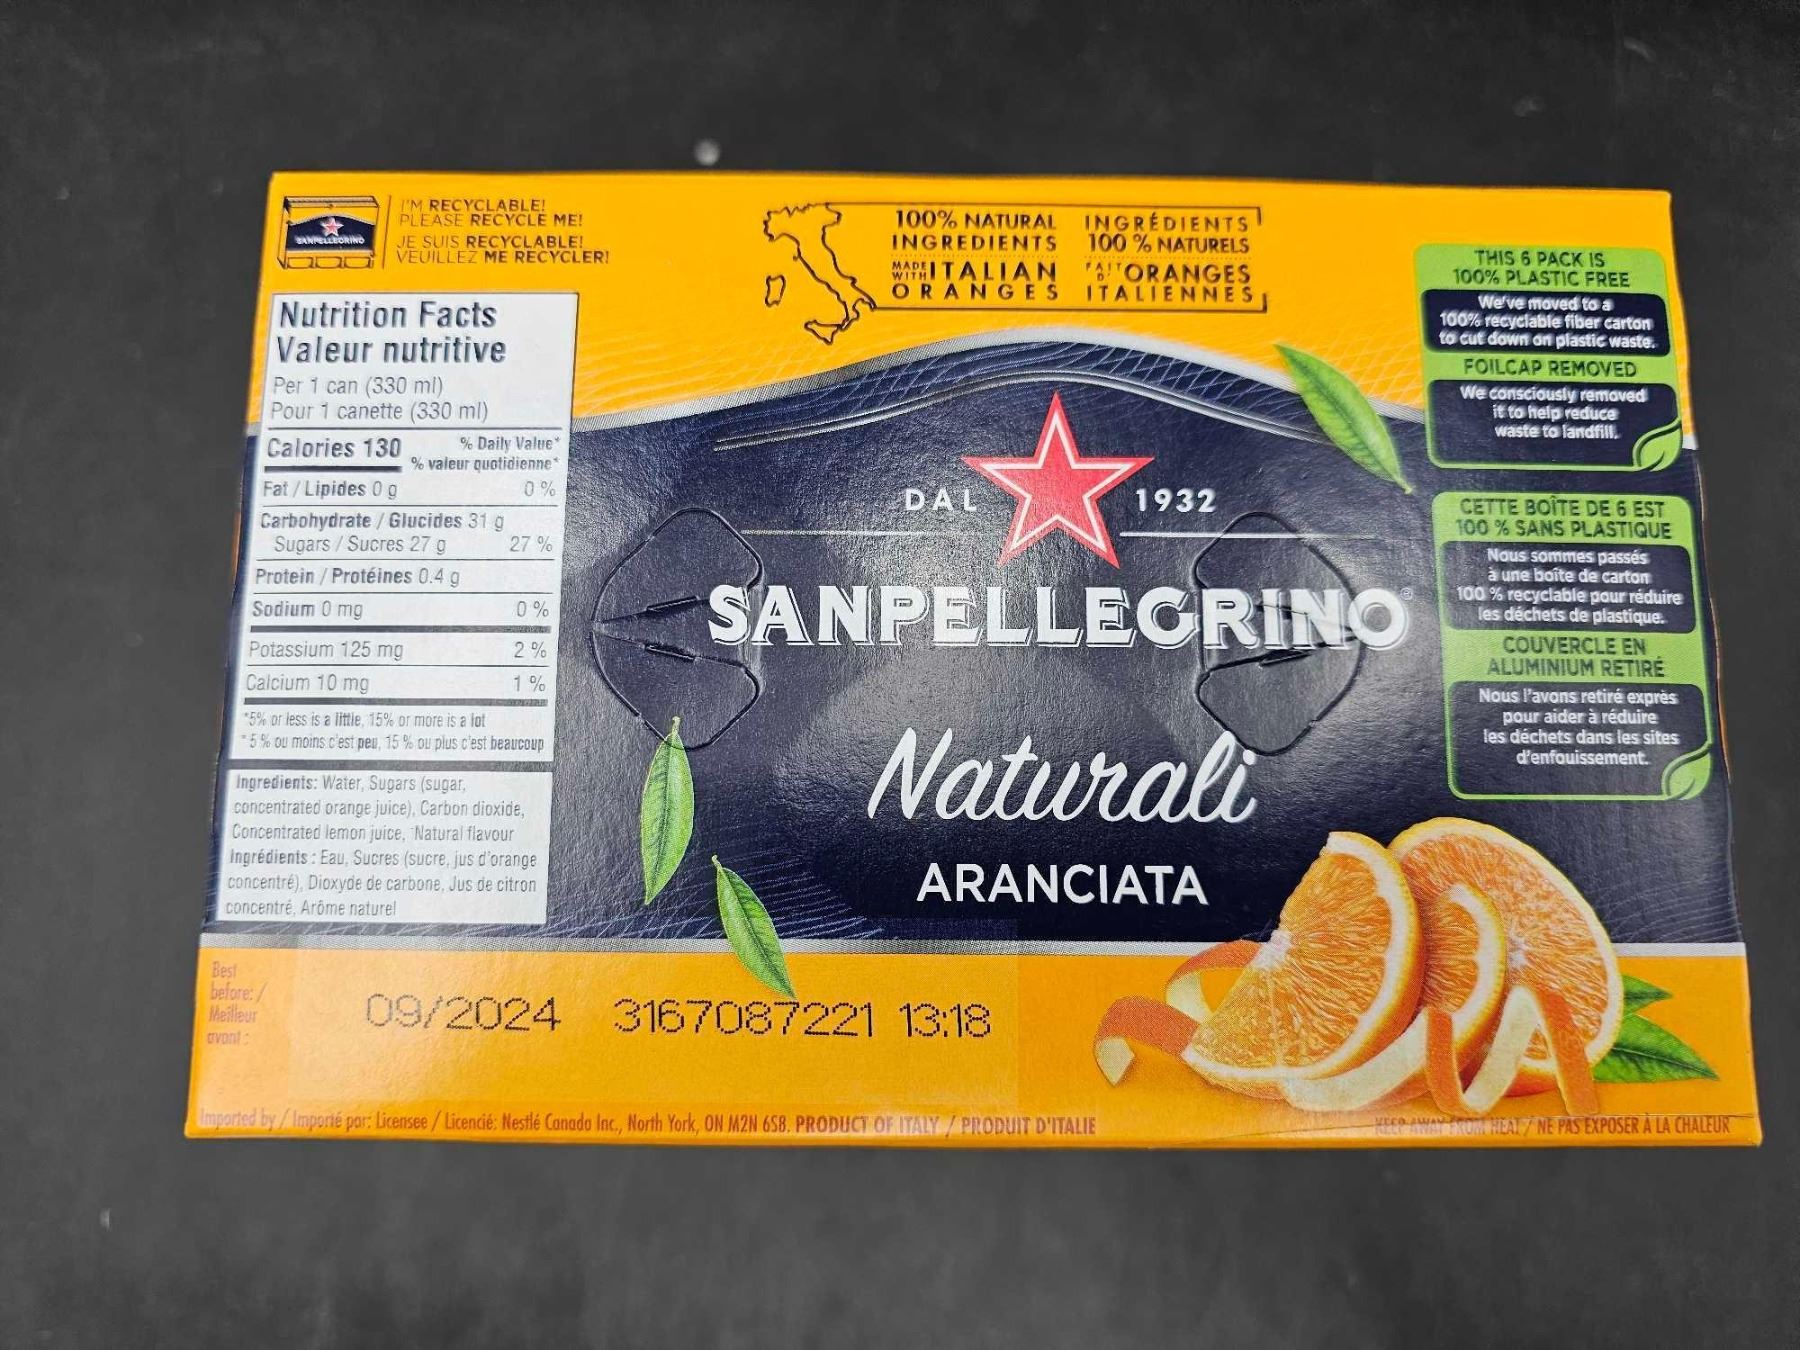 SANPELLEGRINO
I'M RECYCLABLE!
PLEASE RECYCLE ME!
JE SUIS RECYCLABLE!
VEUILLEZ ME RECYCLER!
Nutrition Facts
Valeur nutritive
Per 1 can (330 ml)
Pour 1 canette (330 ml)
Calories 130
% Daily Value*
% valeur quotidienne*
Fat / Lipides 0 g 0 %
Carbohydrate / Glucides 31 g
Sugars / Sucres 27 g 27 %
Protein / Protéines 0.4 g
Sodium 0 mg 0 %
Potassium 125 mg 2 %
Calcium 10 mg 1 %
*5% or less is a little, 15% or more is a lot
*5 % ou moins c'est peu, 15 % ou plus c'est beaucoup
Ingredients: Water, Sugars (sugar,
concentrated orange juice), Carbon dioxide,
Concentrated lemon juice, Natural flavour
Ingrédients : Eau, Sucres (sucre, jus d'orange
concentré), Dioxyde de carbone, Jus de citron
concentré, Arôme naturel
100% NATURAL
INGREDIENTS
MADE WITH ITALIAN
ORANGES
INGRÉDIENTS
100 % NATURELS
FAIT D' ORANGES
ITALIENNES
DAL 1932
SANPELLEGRINO®
Naturali
ARANCIATA
THIS 6 PACK IS
100% PLASTIC FREE
We've moved to a
100% recyclable fiber carton
to cut down on plastic waste.
FOILCAP REMOVED
We consciously removed
it to help reduce
waste to landfill.
CETTE BOÎTE DE 6 EST
100 % SANS PLASTIQUE
Nous sommes passés
à une boîte de carton
100 % recyclable pour réduire
les déchets de plastique.
COUVERCLE EN
ALUMINIUM RETIRÉ
Nous l'avons retiré exprès
pour aider à réduire
les déchets dans les sites
d'enfouissement.
Best
before: /
Meilleur
avant :
09/2024 3167087221 13:18
Imported by / Importé par: Licensee / Licencié: Nestlé Canada Inc., North York, ON M2N 6S8. PRODUCT OF ITALY / PRODUIT D'ITALIE
KEEP AWAY FROM HEAT / NE PAS EXPOSER À LA CHALEUR